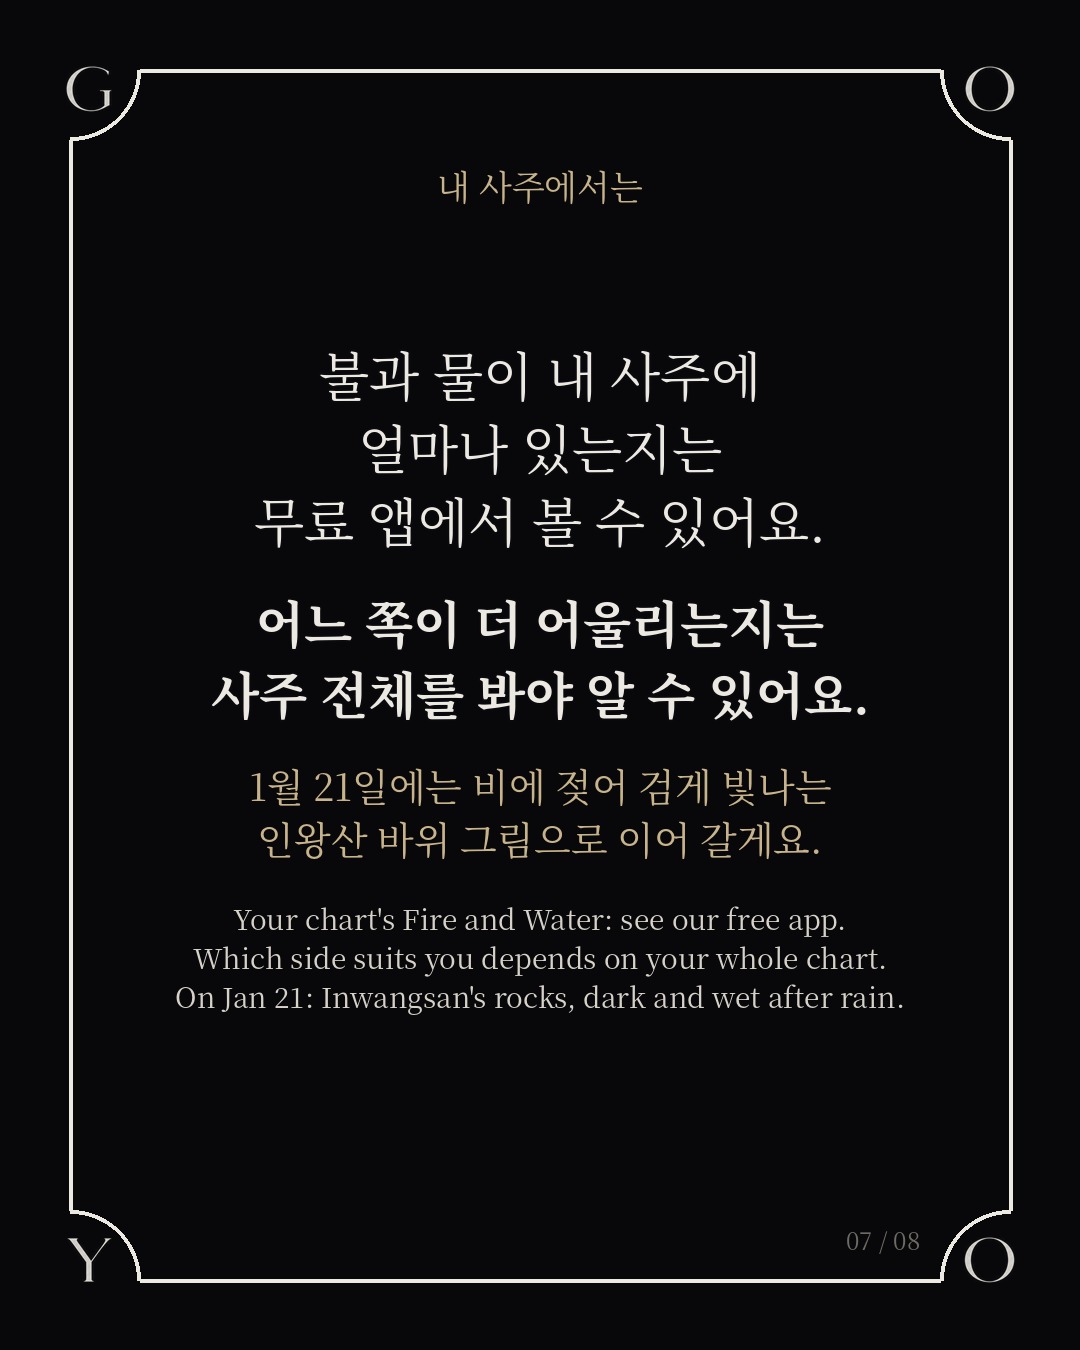 G O
내 사주에서는
불과 물이 내 사주에
얼마나 있는지는
무료 앱에서 볼 수 있어요.
어느 쪽이 더 어울리는지는
사주 전체를 봐야 알 수 있어요.
1월 21일에는 비에 젖어 검게 빛나는
인왕산 바위 그림으로 이어 갈게요.
Your chart's Fire and Water: see our free app.
Which side suits you depends on your whole chart.
On Jan 21: Inwangsan's rocks, dark and wet after rain.
07 / 08
Y O